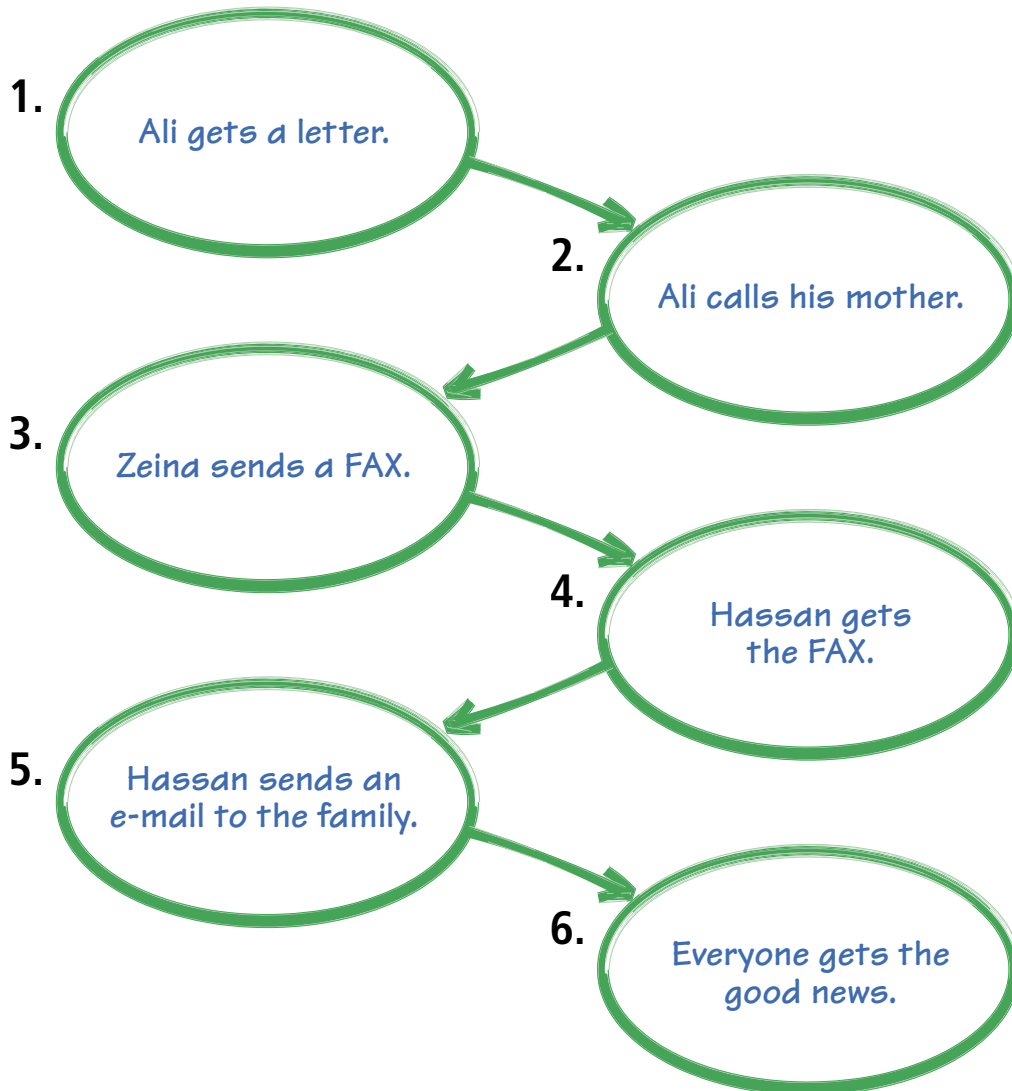 1.
Ali gets a letter.
2.
Ali calls his mother.
3.
Zeina sends a FAX.
4.
Hassan gets
the FAX.
5.
Hassan sends an
e-mail to the family.
6.
Everyone gets the
good news.